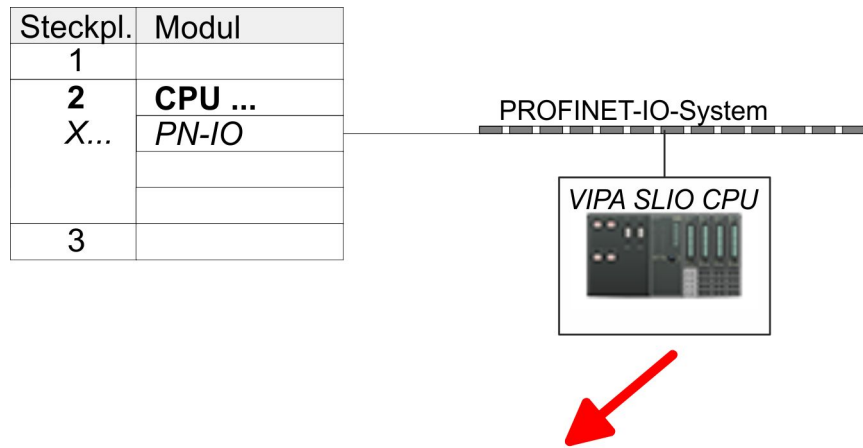 Steckpl. Modul
1
2 CPU ...
X... PN-IO
3
PROFINET-IO-System
VIPA SLIO CPU